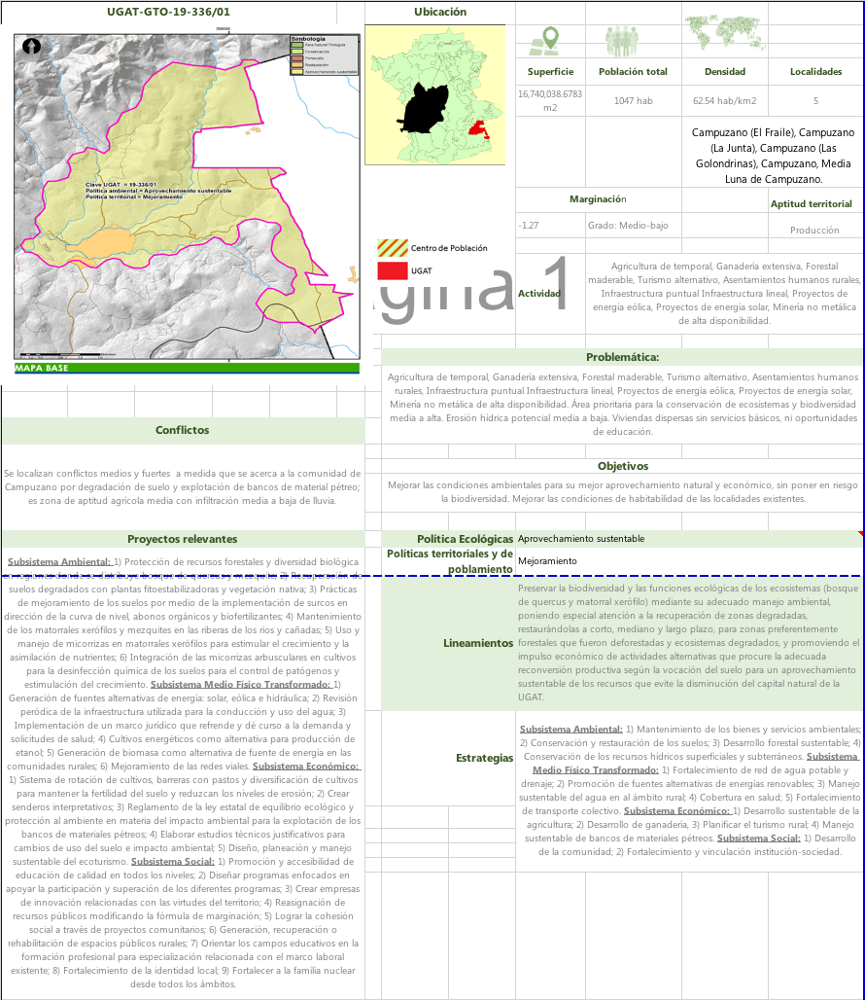 UGAT-GTO-19-336/01
Simbología
Área Natural Protegida
Conservación
Protección
Restauración
Aprovechamiento sustentable
Clave UGAT = 19-336/01
Política ambiental = Aprovechamiento sustentable
Política territorial = Mejoramiento
MAPA BASE
Ubicación
Centro de Población
UGAT
Superficie
Población total
Densidad
Localidades
16,740,038.6783
m2
1047 hab
62.54 hab/km2
5
Campuzano (El Fraile), Campuzano
(La Junta), Campuzano (Las
Golondrinas), Campuzano, Media
Luna de Campuzano.
Marginación
Aptitud territorial
-1.27
Grado: Medio-bajo
Producción
gina 1
Actividad
Agricultura de temporal, Ganadería extensiva, Forestal
maderable, Turismo alternativo, Asentamientos humanos rurales,
Infraestructura puntual Infraestructura lineal, Proyectos de
energía eólica, Proyectos de energía solar, Minería no metálica
de alta disponibilidad.
Problemática:
Agricultura de temporal, Ganadería extensiva, Forestal maderable, Turismo alternativo, Asentamientos humanos
rurales, Infraestructura puntual Infraestructura lineal, Proyectos de energía eólica, Proyectos de energía solar,
Minería no metálica de alta disponibilidad. Área prioritaria para la conservación de ecosistemas y biodiversidad
media a alta. Erosión hídrica potencial media a baja. Viviendas dispersas sin servicios básicos, ni oportunidades
de educación.
Conflictos
Se localizan conflictos medios y fuertes a medida que se acerca a la comunidad de
Campuzano por degradación de suelo y explotación de bancos de material pétreo;
es zona de aptitud agrícola media con infiltración media a baja de lluvia.
Objetivos
Mejorar las condiciones ambientales para su mejor aprovechamiento natural y económico, sin poner en riesgo
la biodiversidad. Mejorar las condiciones de habitabilidad de las localidades existentes.
Proyectos relevantes
Subsistema Ambiental: 1) Protección de recursos forestales y diversidad biológica
en regiones donde se distribuye bosque de quercus y mezquite; 2) Recuperación de
suelos degradados con plantas fitoestabilizadoras y vegetación nativa; 3) Prácticas
de mejoramiento de los suelos por medio de la implementación de surcos en
dirección de la curva de nivel, abonos orgánicos y biofertilizantes; 4) Mantenimiento
de los matorrales xerófilos y mezquites en las riberas de los ríos y cañadas; 5) Uso y
manejo de micorrizas en matorrales xerófilos para estimular el crecimiento y la
asimilación de nutrientes; 6) Integración de las micorrizas arbusculares en cultivos
para la desinfección química de los suelos para el control de patógenos y
estimulación del crecimiento. Subsistema Medio Físico Transformado: 1)
Generación de fuentes alternativas de energía: solar, eólica e hidráulica; 2) Revisión
peródica de la infraestructura utilizada para la conducción y uso del agua; 3)
Implementación de un marco jurídico que refrende y dé curso a la demanda y
solicitudes de salud; 4) Cultivos energéticos como alternativa para producción de
etanol; 5) Generación de biomasa como alternativa de fuente de energía en las
comunidades rurales; 6) Mejoramiento de las redes viales. Subsistema Económico:
1) Sistema de rotación de cultivos, barreras con pastos y diversificación de cultivos
para mantener la fertilidad del suelo y reduzcan los niveles de erosión; 2) Crear
senderos interpretativos; 3) Reglamento de la ley estatal de equilibrio ecológico y
protección al ambiente en materia del impacto ambiental para la explotación de los
bancos de materiales pétreos; 4) Elaborar estudios técnicos justificativos para
cambios de uso del suelo e impacto ambiental; 5) Diseño, planeación y manejo
sustentable del ecoturismo. Subsistema Social: 1) Promoción y accesibilidad de
educación de calidad en todos los niveles; 2) Diseñar programas enfocados en
apoyar la participación y superación de los diferentes programas; 3) Crear empresas
de innovación relacionadas con las virtudes del territorio; 4) Reasignación de
recursos públicos modificando la fórmula de marginación; 5) Lograr la cohesión
social a través de proyectos comunitarios; 6) Generación, recuperación o
rehabilitación de espacios públicos rurales; 7) Orientar los campos educativos en la
formación profesional para especialización relacionada con el marco laboral
existente; 8) Fortalecimiento de la identidad local; 9) Fortalecer a la familia nuclear
desde todos los ámbitos.
Política Ecológicas
Aprovechamiento sustentable
Políticas territoriales y de
poblamiento
Mejoramiento
Lineamientos
Preservar la biodiversidad y las funciones ecológicas de los ecosistemas (bosque
de quercus y matorral xerófilo) mediante su adecuado manejo ambiental,
poniendo especial atención a la recuperación de zonas degradadas,
restaurándolas a corto, mediano y largo plazo, para zonas preferentemente
forestales que fueron deforestadas y ecosistemas degradados, y promoviendo el
impulso económico de actividades alternativas que procure la adecuada
reconversión productiva según la vocación del suelo para un aprovechamiento
sustentable de los recursos que evite la disminución del capital natural de la
UGAT.
Estrategias
Subsistema Ambiental: 1) Mantenimiento de los bienes y servicios ambientales;
2) Conservación y restauración de los suelos; 3) Desarrollo forestal sustentable; 4)
Conservación de los recursos hídricos superficiales y subterráneos. Subsistema
Medio Físico Transformado: 1) Fortalecimiento de red de agua potable y
drenaje; 2) Promoción de fuentes alternativas de energías renovables; 3) Manejo
sustentable del agua en al ámbito rural; 4) Cobertura en salud; 5) Fortalecimiento
de transporte colectivo. Subsistema Económico: 1) Desarrollo sustentable de la
agricultura; 2) Desarrollo de ganadería, 3) Planificar el turismo rural; 4) Manejo
sustentable de bancos de materiales pétreos. Subsistema Social: 1) Desarrollo
de la comunidad; 2) Fortalecimiento y vinculación institución-sociedad.